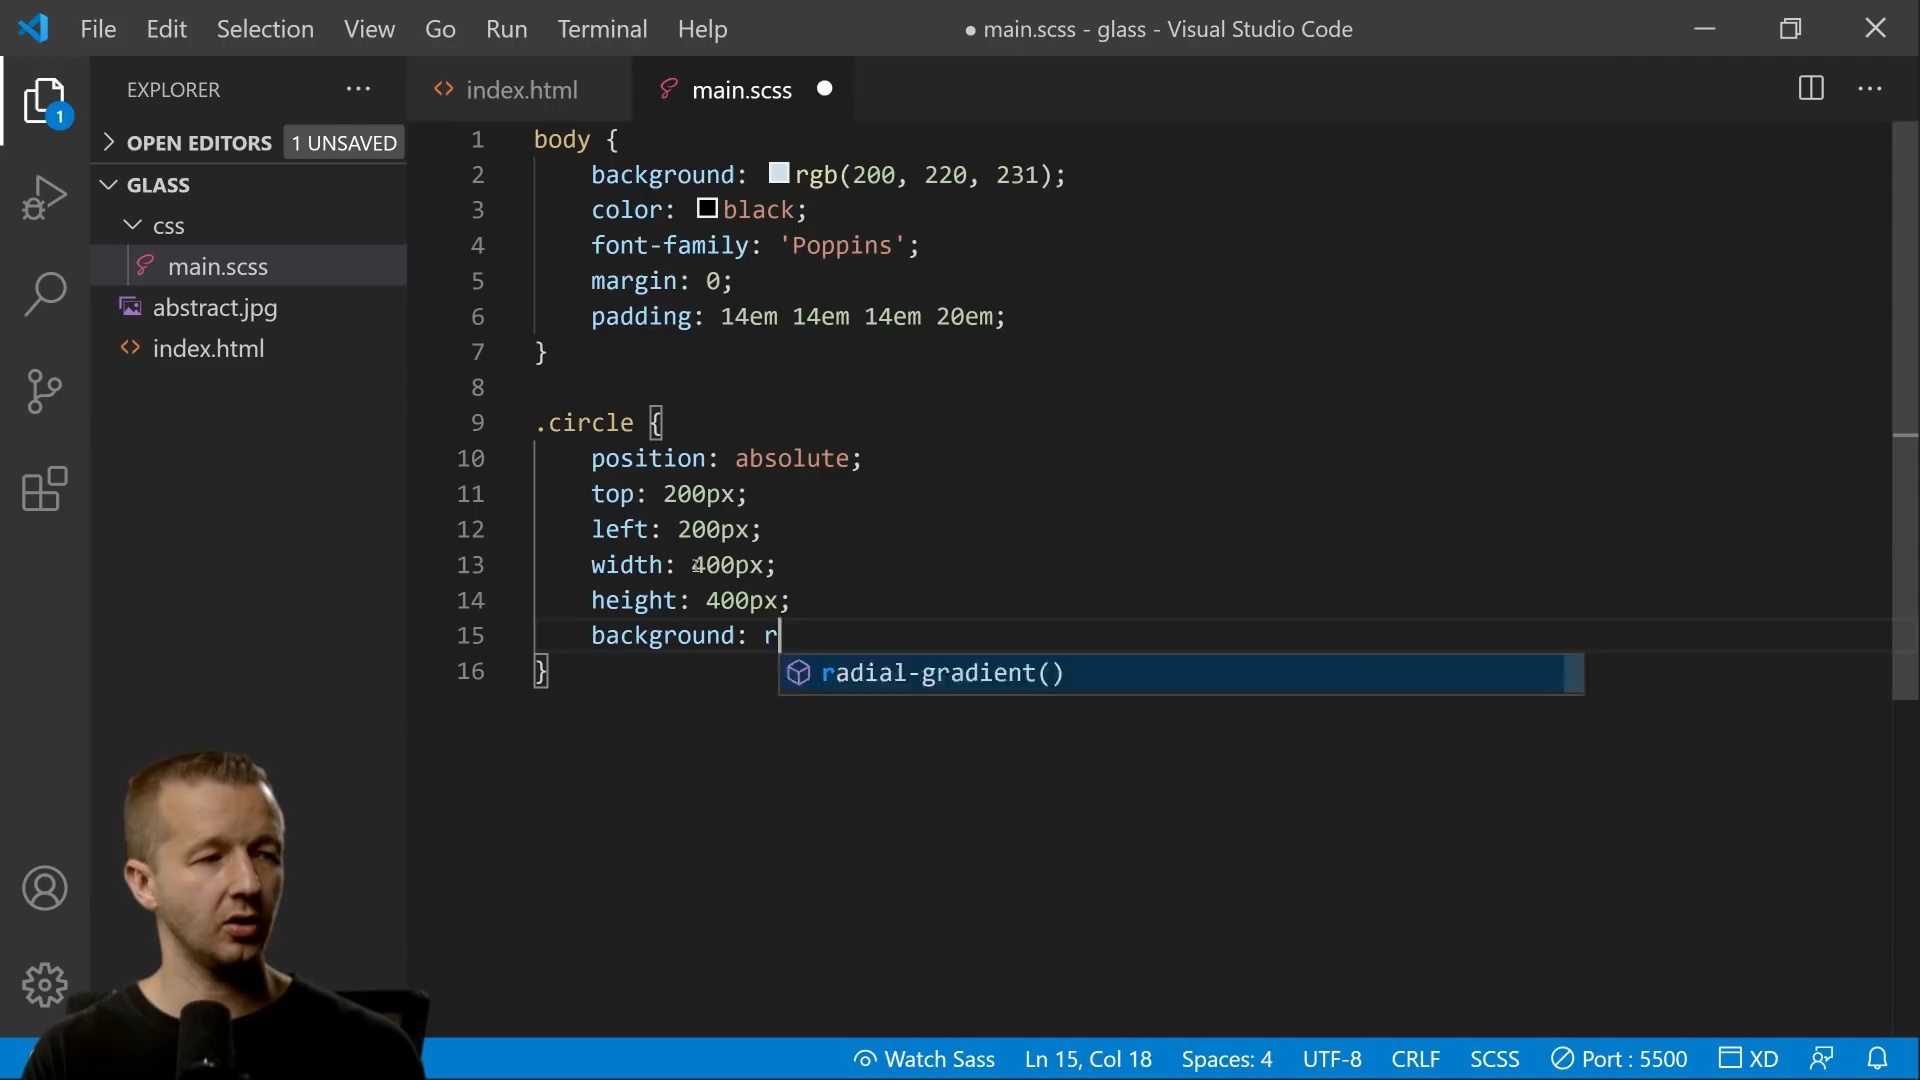 File Edit Selection View Go Run Terminal Help
● main.scss - glass - Visual Studio Code
EXPLORER
OPEN EDITORS 1 UNSAVED
GLASS
css
main.scss
abstract.jpg
index.html
1
index.html
main.scss
1 body {
2 background: rgb(200, 220, 231);
3 color: black;
4 font-family: 'Poppins';
5 margin: 0;
6 padding: 14em 14em 14em 20em;
7 }
8
9 .circle {
10 position: absolute;
11 top: 200px;
12 left: 200px;
13 width: 400px;
14 height: 400px;
15 background: r
radial-gradient()
16 }
Watch Sass Ln 15, Col 18 Spaces: 4 UTF-8 CRLF SCSS Port : 5500 XD